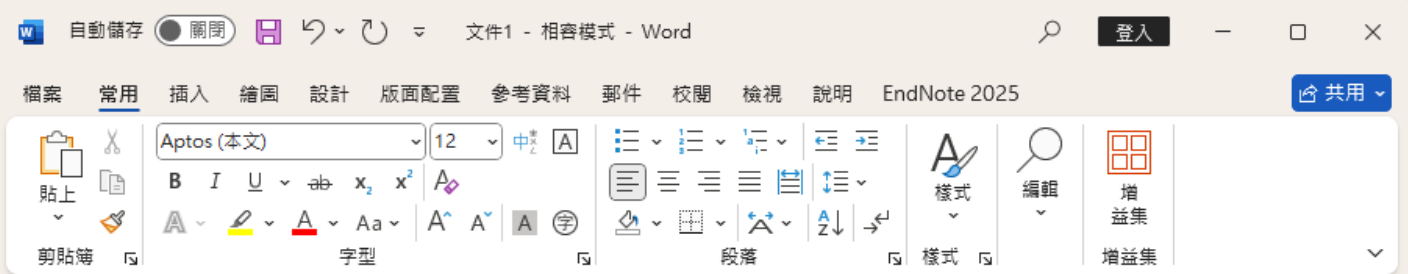 自動儲存 關閉 文件1 - 相容模式 - Word 登入
檔案 常用 插入 繪圖 設計 版面配置 參考資料 郵件 校閱 檢視 說明 EndNote 2025 共用
Aptos (本文) 12
貼上
樣式
編輯
增
益集
剪貼簿 字型 段落 樣式 增益集